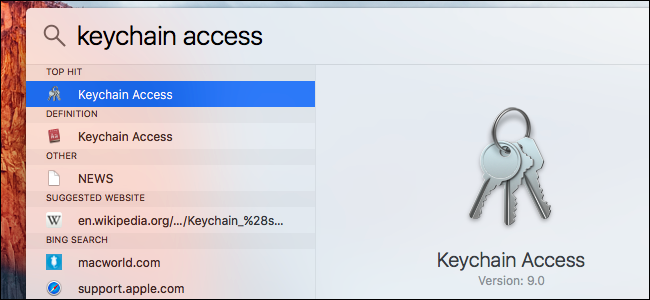 keychain access
TOP HIT
Keychain Access
DEFINITION
Keychain Access
OTHER
NEWS
SUGGESTED WEBSITE
W en.wikipedia.org/.../Keychain_%28s...
BING SEARCH
macworld.com
support.apple.com
Keychain Access
Version: 9.0